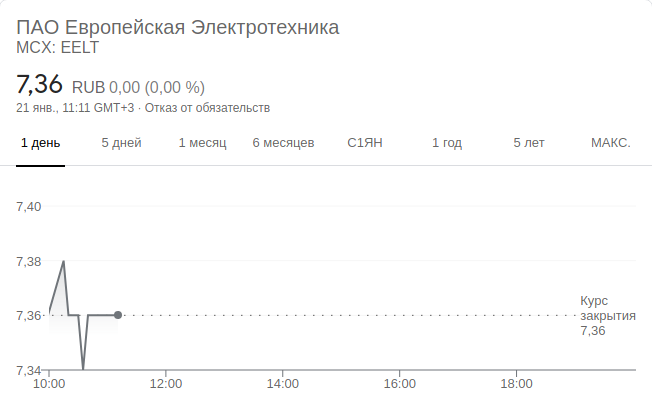 ПАО Европейская Электротехника
MCX: EELT
7,36 RUB 0,00 (0,00 %)
21 янв., 11:11 GMT+3 · Отказ от обязательств
1 день 5 дней 1 месяц 6 месяцев С1ЯН 1 год 5 лет МАКС.
7,40
7,38
7,36
Курс
закрытия
7,36
7,34
10:00 12:00 14:00 16:00 18:00